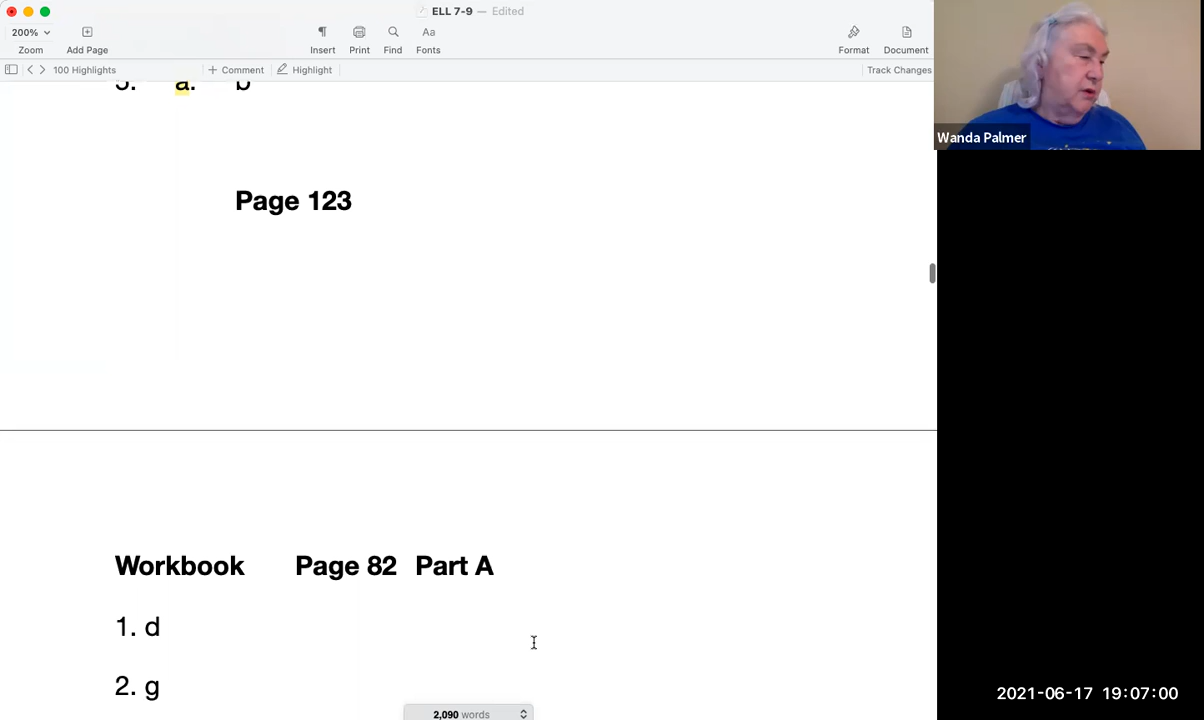 ELL 7-9 — Edited
200%
Zoom
Add Page
Insert
Print
Find
Fonts
Format
Document
100 Highlights
Comment
Highlight
Track Changes
5. a. b
Page 123
Workbook Page 82 Part A
1. d
2. g
2,090 words
Wanda Palmer
2021-06-17 19:07:00